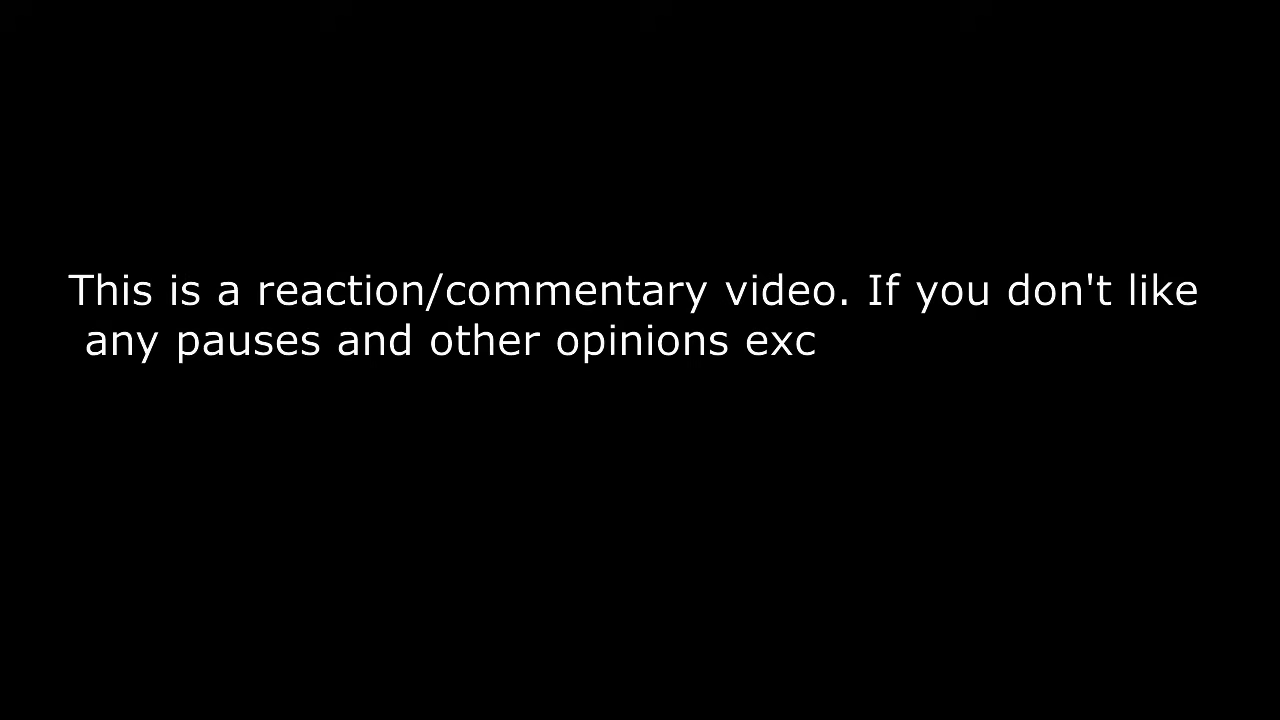 This is a reaction/commentary video. If you don't like
any pauses and other opinions exc